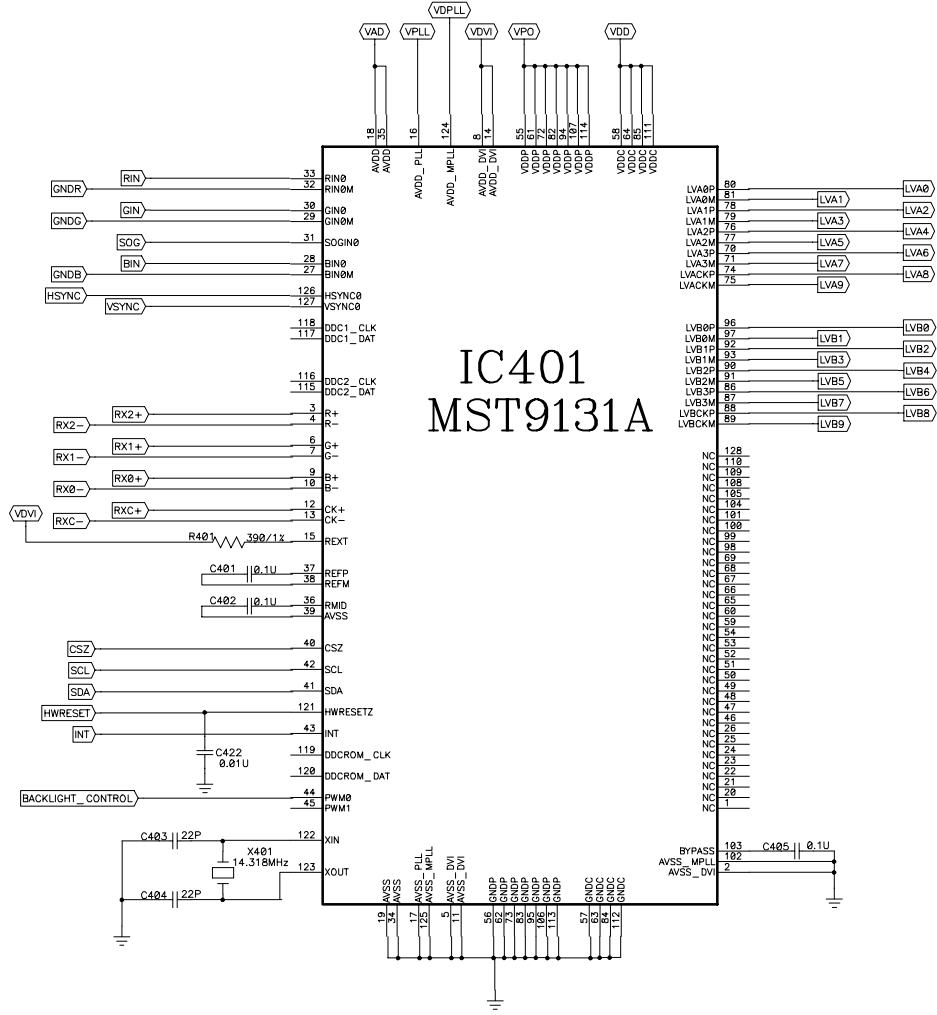 VDPLL
VAD VPLL VDVI VPO VDD
18 35 16 124 8 14 55 61 72 82 94 107 114 58 64 85 111
AVDD AVDD AVDD_PLL AVDD_MPLL AVDD_DVI AVDD_DVI VDDP VDDP VDDP VDDP VDDP VDDP VDDP VDDC VDDC VDDC VDDC
RIN 33 RIN0
GNDR 32 RIN0M
GIN 30 GIN0
GNDG 29 GIN0M
SOG 31 SOGIN0
BIN 28 BIN0
GNDB 27 BIN0M
HSYNC 126 HSYNC0
VSYNC 127 VSYNC0
118 DDC1_CLK
117 DDC1_DAT
116 DDC2_CLK
115 DDC2_DAT
RX2+ 3 R+
RX2- 4 R-
RX1+ 6 G+
RX1- 7 G-
RX0+ 9 B+
RX0- 10 B-
RXC+ 12 CK+
RXC- 13 CK-
VDVI
R401 390/1% 15 REXT
C401 0.1U 37 REFP
38 REFM
C402 0.1U 36 RMID
39 AVSS
CSZ 40 CSZ
SCL 42 SCL
SDA 41 SDA
HWRESET 121 HWRESETZ
INT 43 INT
C422
0.01U
119 DDCROM_CLK
120 DDCROM_DAT
BACKLIGHT_CONTROL 44 PWM0
45 PWM1
C403 22P 122 XIN
X401
14.318MHz
123 XOUT
C404 22P
IC401
MST9131A
LVA0P 80 LVA0
LVA0M 81 LVA1
LVA1P 78 LVA2
LVA1M 79 LVA3
LVA2P 76 LVA4
LVA2M 77 LVA5
LVA3P 70 LVA6
LVA3M 71 LVA7
LVACKP 74 LVA8
LVACKM 75 LVA9
LVB0P 96 LVB0
LVB0M 97 LVB1
LVB1P 92 LVB2
LVB1M 93 LVB3
LVB2P 90 LVB4
LVB2M 91 LVB5
LVB3P 86 LVB6
LVB3M 87 LVB7
LVBCKP 88 LVB8
LVBCKM 89 LVB9
NC 128
NC 110
NC 109
NC 108
NC 105
NC 104
NC 101
NC 100
NC 99
NC 98
NC 69
NC 68
NC 67
NC 66
NC 65
NC 60
NC 59
NC 54
NC 53
NC 52
NC 51
NC 50
NC 49
NC 48
NC 47
NC 46
NC 26
NC 25
NC 24
NC 23
NC 22
NC 21
NC 20
NC 1
BYPASS 103 C405 0.1U
AVSS_MPLL 102
AVSS_DVI 2
AVSS AVSS AVSS_PLL AVSS_MPLL AVSS_DVI AVSS_DVI GNDP GNDP GNDP GNDP GNDP GNDP GNDP GNDC GNDC GNDC GNDC
19 34 17 125 5 11 56 62 73 83 95 106 113 57 63 84 112